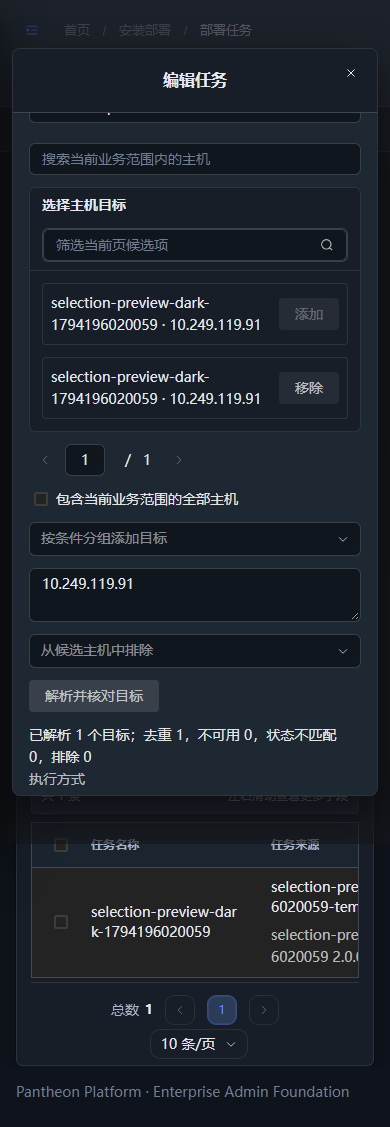 首页 / 安装部署 / 部署任务
编辑任务
搜索当前业务范围内的主机
选择主机目标
筛选当前页候选项
selection-preview-dark-
1794196020059 · 10.249.119.91
添加
selection-preview-dark-
1794196020059 · 10.249.119.91
移除
1 / 1
包含当前业务范围的全部主机
按条件分组添加目标
10.249.119.91
从候选主机中排除
解析并核对目标
已解析 1 个目标；去重 1，不可用 0，状态不匹配
0，排除 0
执行方式
任务名称 任务来源
selection-preview-dar
k-1794196020059
selection-pre
6020059-tem
selection-pre
6020059 2.0.
总数 1
1
10 条/页
Pantheon Platform · Enterprise Admin Foundation